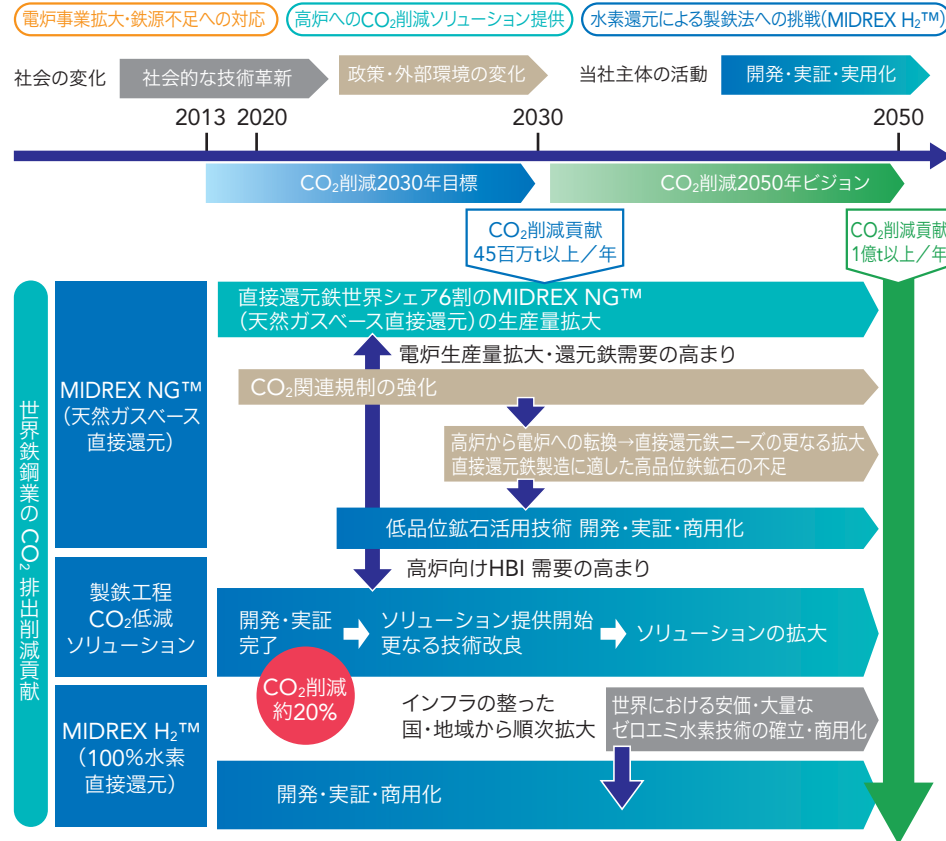 電炉事業拡大・鉄源不足への対応
高炉へのCO₂削減ソリューション提供
水素還元による製鉄法への挑戦(MIDREX H₂™)
社会の変化
社会的な技術革新
政策・外部環境の変化
当社主体の活動
開発・実証・実用化
2013
2020
2030
2050
CO₂削減2030年目標
CO₂削減2050年ビジョン
CO₂削減貢献
45百万t以上／年
CO₂削減貢献
1億t以上／年
世界鉄鋼業のCO₂排出削減貢献
MIDREX NG™
（天然ガスベース
直接還元）
直接還元鉄世界シェア6割のMIDREX NG™
（天然ガスベース直接還元）の生産量拡大
電炉生産量拡大・還元鉄需要の高まり
CO₂関連規制の強化
高炉から電炉への転換→直接還元鉄ニーズの更なる拡大
直接還元鉄製造に適した高品位鉄鉱石の不足
低品位鉱石活用技術 開発・実証・商用化
高炉向けHBI 需要の高まり
製鉄工程
CO₂低減
ソリューション
開発・実証
完了
ソリューション提供開始
更なる技術改良
ソリューションの拡大
CO₂削減
約20%
MIDREX H₂™
（100%水素
直接還元）
インフラの整った
国・地域から順次拡大
世界における安価・大量な
ゼロエミ水素技術の確立・商用化
開発・実証・商用化